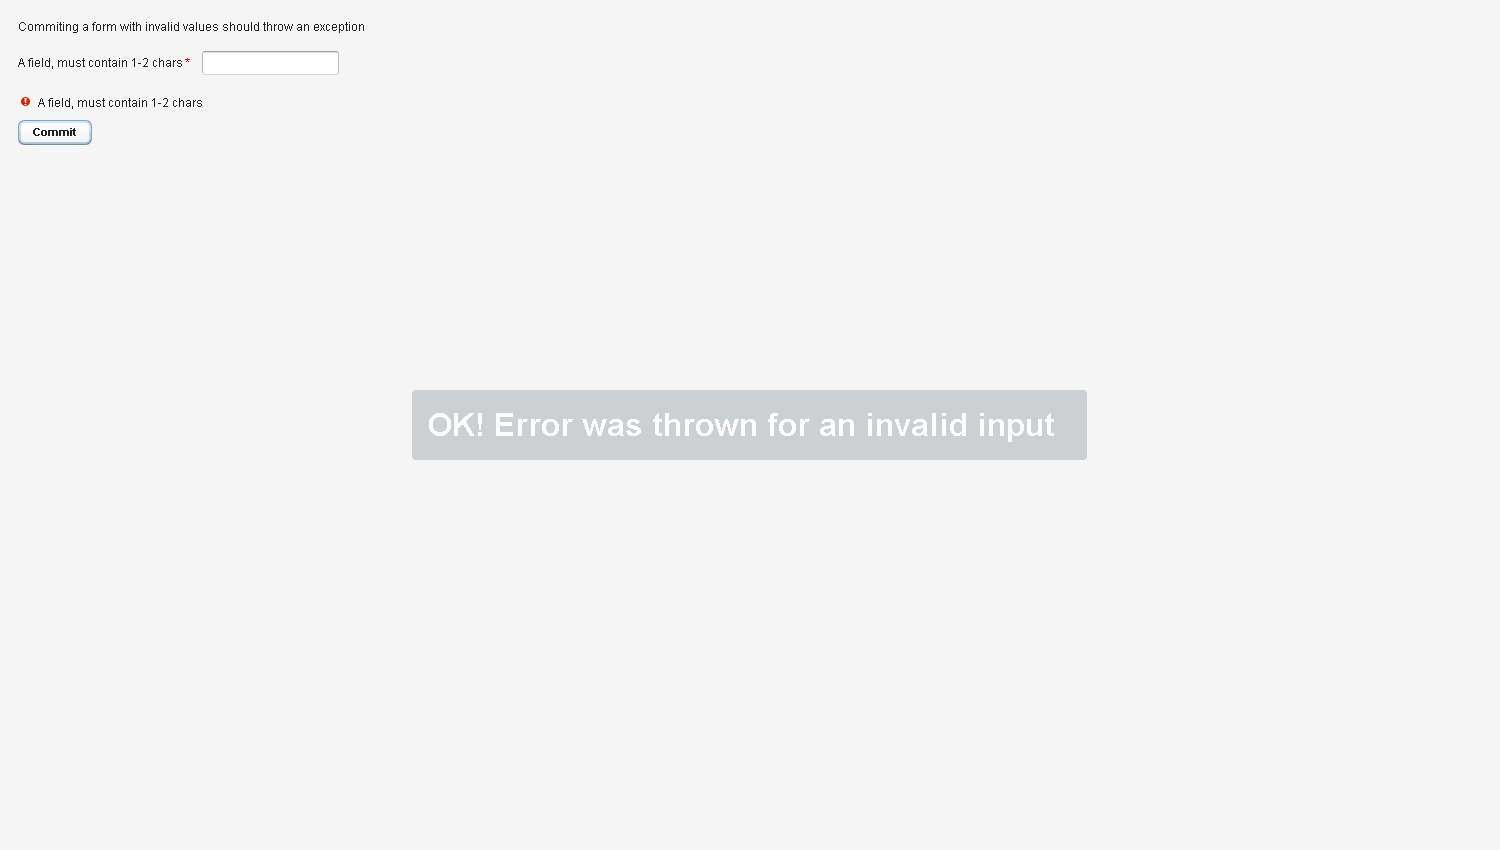 Commiting a form with invalid values should throw an exception
A field, must contain 1-2 chars *
A field, must contain 1-2 chars
Commit
OK! Error was thrown for an invalid input